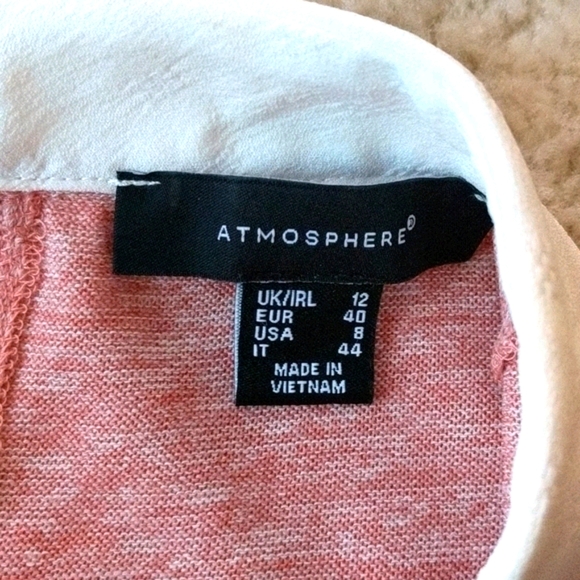 ATMOSPHERE®
UK/IRL 12
EUR 40
USA 8
IT 44
MADE IN
VIETNAM